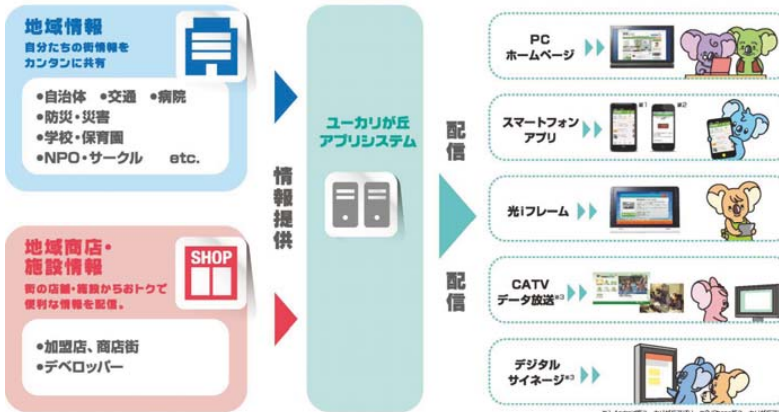 地域情報
自分たちの街情報を
カンタンに共有
●自治体 ●交通 ●病院
●防災・災害
●学校・保育園
●NPO・サークル etc.
地域商店・
施設情報
街の店舗・施設からおトクで
便利な情報を配信。
SHOP
●加盟店、商店街
●デベロッパー
情報提供
ユーカリが丘
アプリシステム
配信
配信
PC
ホームページ
スマートフォン
アプリ
※1
※2
光iフレーム
CATV
データ放送※3
デジタル
サイネージ※3